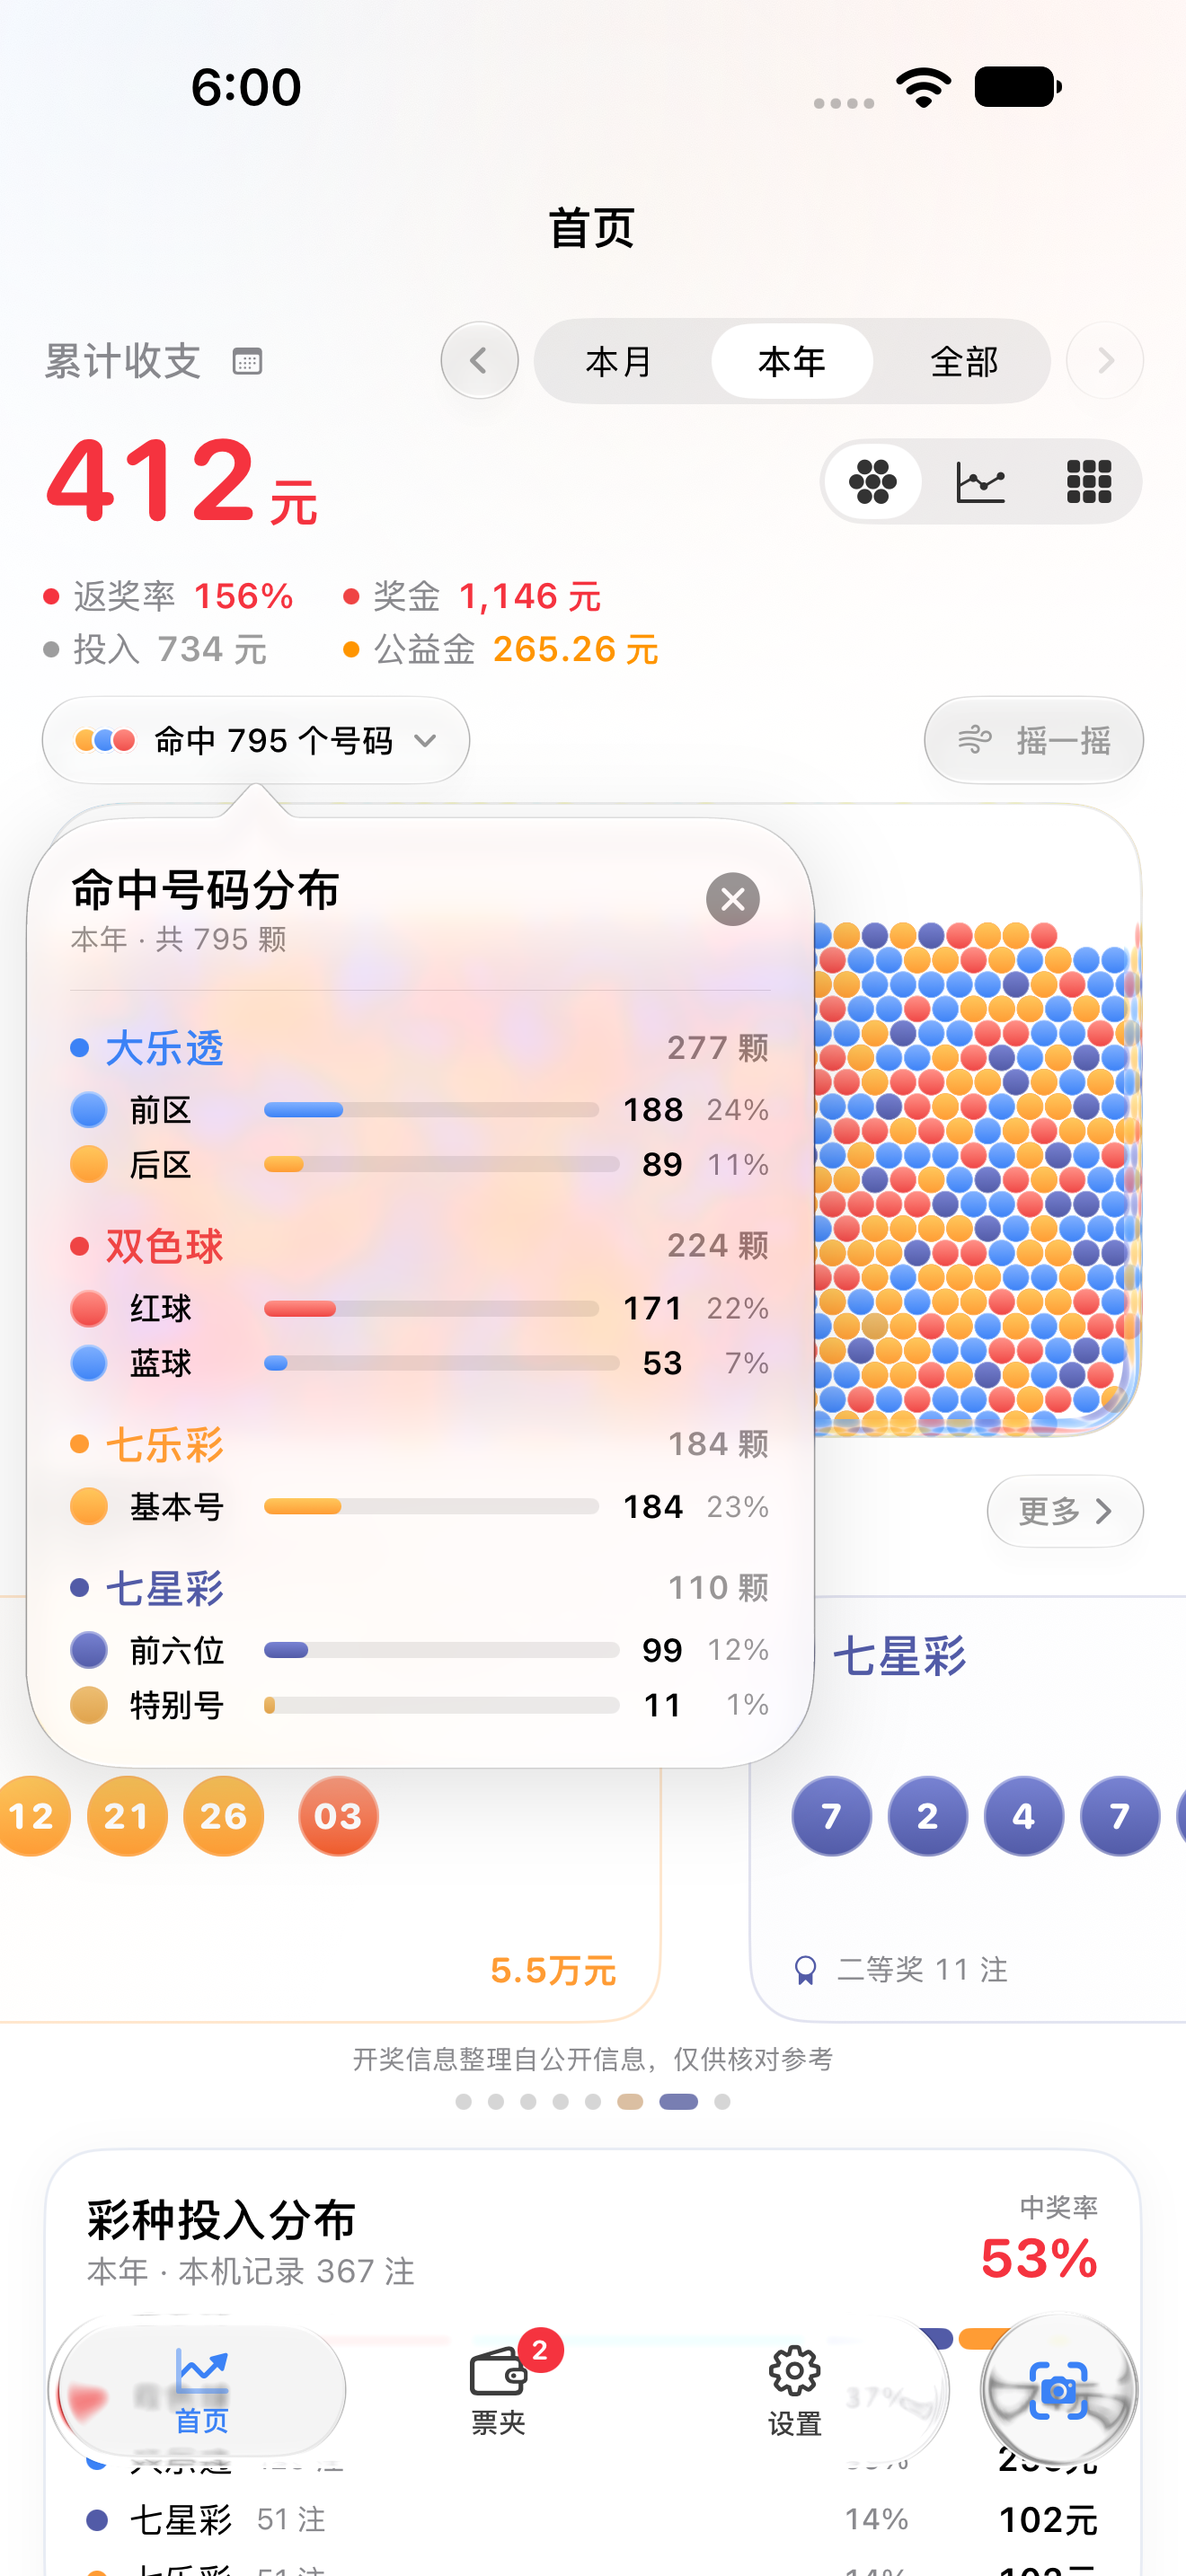 6:00
首页
累计收支
本月 本年 全部
412 元
返奖率 156% 奖金 1,146 元
投入 734 元 公益金 265.26 元
命中 795 个号码
摇一摇
命中号码分布
本年 · 共 795 颗
大乐透 277 颗
前区 188 24%
后区 89 11%
双色球 224 颗
红球 171 22%
蓝球 53 7%
七乐彩 184 颗
基本号 184 23%
七星彩 110 颗
前六位 99 12%
特别号 11 1%
更多
七星彩
12 21 26 03
7 2 4 7
5.5万元
二等奖 11 注
开奖信息整理自公开信息，仅供核对参考
彩种投入分布
中奖率
本年 · 本机记录 367 注
53%
37%
2
首页 票夹 设置
七星彩 51 注 14% 102元